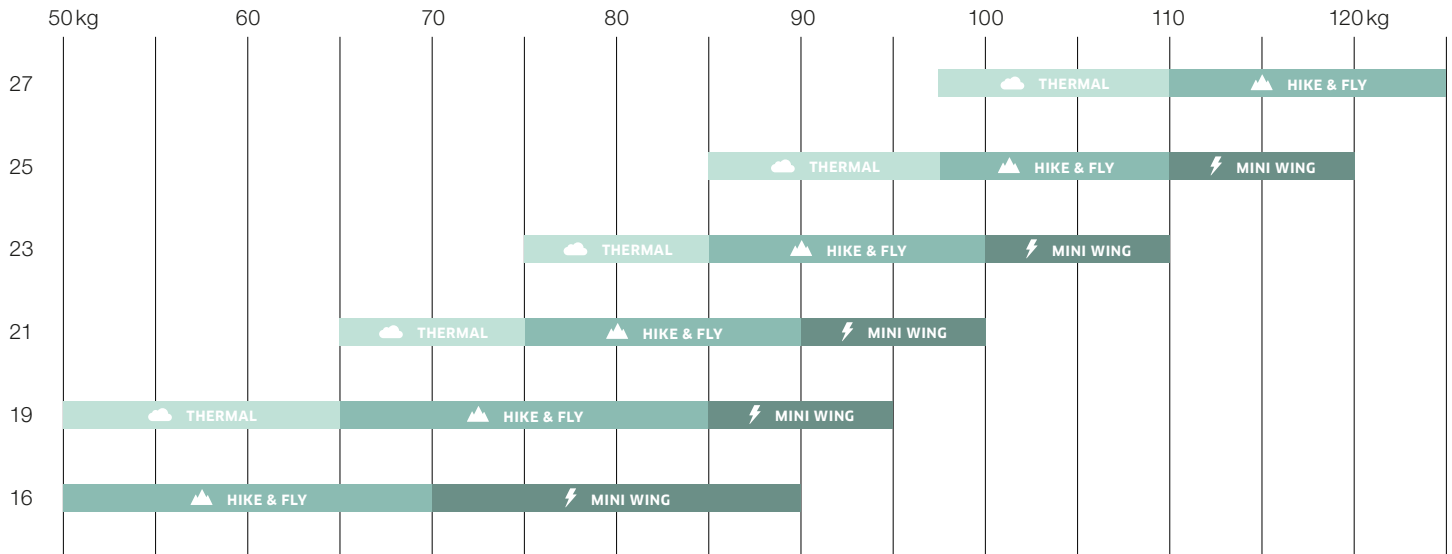 50 kg 60 70 80 90 100 110 120 kg
27 THERMAL HIKE & FLY
25 THERMAL HIKE & FLY MINI WING
23 THERMAL HIKE & FLY MINI WING
21 THERMAL HIKE & FLY MINI WING
19 THERMAL HIKE & FLY MINI WING
16 HIKE & FLY MINI WING